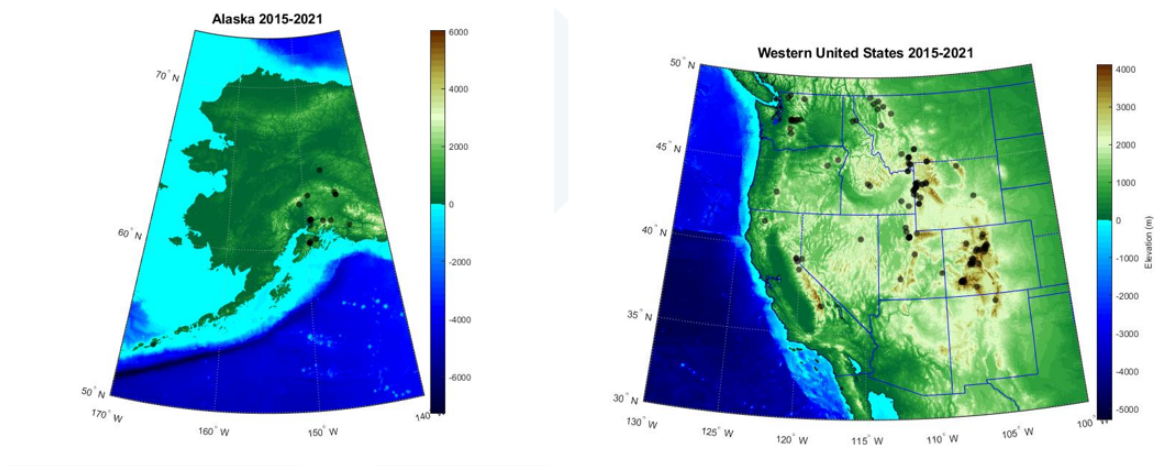 Alaska 2015-2021
70° N
60° N
50° N
170° W
160° W
150° W
140° W
6000
4000
2000
0
-2000
-4000
-6000
Western United States 2015-2021
50° N
45° N
40° N
35° N
30° N
130° W
125° W
120° W
115° W
110° W
105° W
100° W
4000
3000
2000
1000
0
-1000
-2000
-3000
-4000
-5000
Elevation (m)